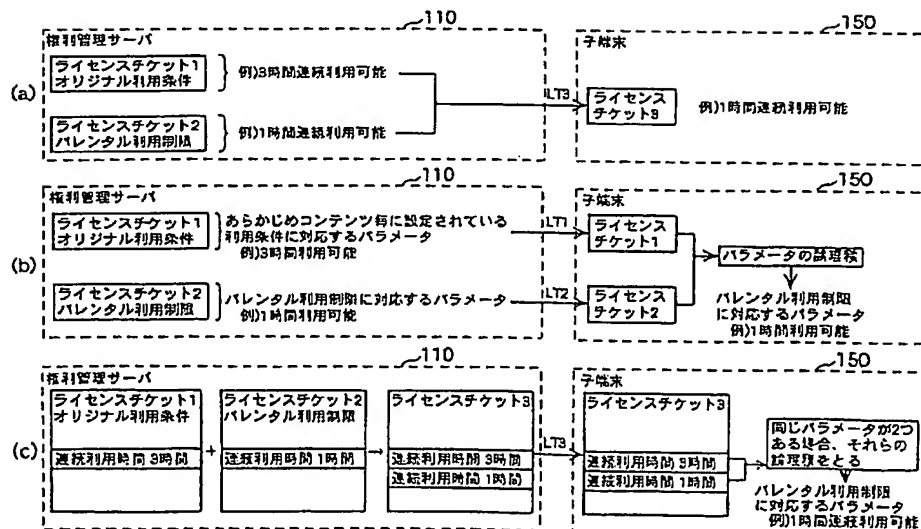 110
150
権利管理サーバ
子端末
(a)
ライセンスチケット1
オリジナル利用条件
例)3時間連続利用可能
ライセンスチケット2
パレンタル利用制限
例)1時間連続利用可能
LT3
ライセンス
チケット3
例)1時間連続利用可能
110
150
権利管理サーバ
子端末
(b)
ライセンスチケット1
オリジナル利用条件
あらかじめコンテンツ毎に設定されている
利用条件に対応するパラメータ
例)3時間利用可能
LT1
ライセンス
チケット1
ライセンスチケット2
パレンタル利用制限
パレンタル利用制限に対応するパラメータ
例)1時間利用可能
LT2
ライセンス
チケット2
パラメータの論理積
パレンタル利用制限
に対応するパラメータ
例)1時間利用可能
110
150
権利管理サーバ
子端末
(c)
ライセンスチケット1
オリジナル利用条件
連続利用時間 3時間
+
ライセンスチケット2
パレンタル利用制限
連続利用時間 1時間
ライセンスチケット3
連続利用時間 3時間
連続利用時間 1時間
LT3
ライセンスチケット3
連続利用時間 3時間
連続利用時間 1時間
同じパラメータが2つ
ある場合、それらの
論理積をとる
パレンタル利用制限
に対応するパラメータ
例)1時間連続利用可能